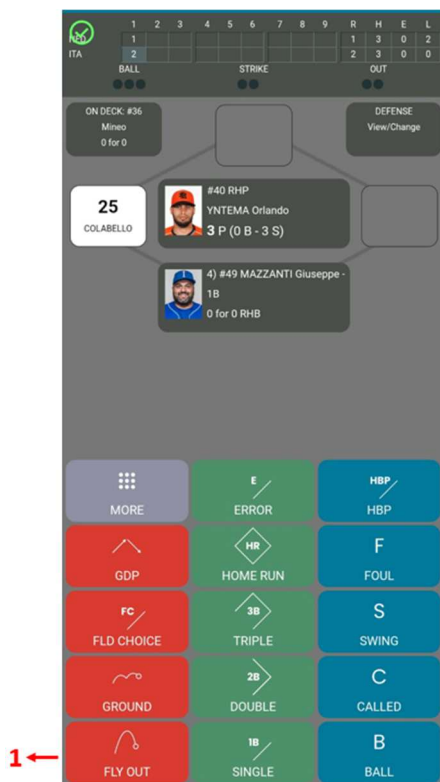 1 2 3 4 5 6 7 8 9 R H E L
NED 1 1 3 0 2
ITA 2 2 3 0 0
BALL STRIKE OUT
ON DECK: #36
Mineo
0 for 0
DEFENSE
View/Change
25
COLABELLO
#40 RHP
YNTEMA Orlando
3 P (0 B - 3 S)
4) #49 MAZZANTI Giuseppe -
1B
0 for 0 RHB
MORE
E
ERROR
HBP
HBP
GDP
HR
HOME RUN
F
FOUL
FC
FLD CHOICE
3B
TRIPLE
S
SWING
GROUND
2B
DOUBLE
C
CALLED
1
FLY OUT
1B
SINGLE
B
BALL